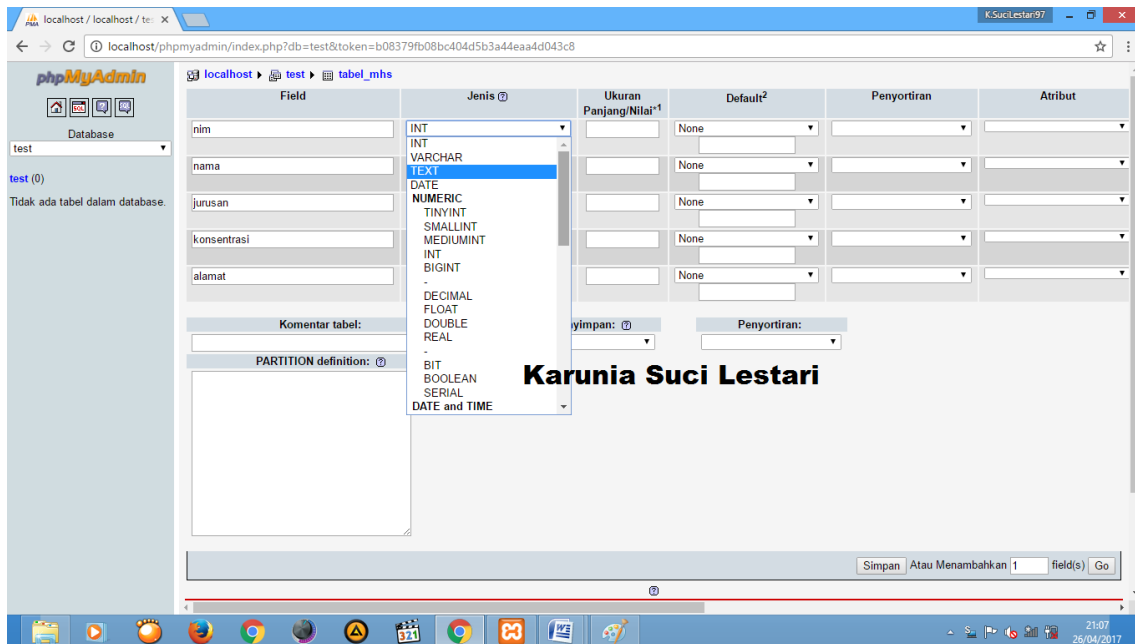 localhost / localhost / te:
K.SuciLestari97
localhost/phpmyadmin/index.php?db=test&token=b08379fb08bc404d5b3a44eaa4d043c8
phpMyAdmin
SQL
Database
test
test (0)
Tidak ada tabel dalam database.
localhost test tabel_mhs
Field Jenis Ukuran Panjang/Nilai*1 Default2 Penyortiran Atribut
nim INT None
nama None
jurusan None
konsentrasi None
alamat None
INT
VARCHAR
TEXT
DATE
NUMERIC
TINYINT
SMALLINT
MEDIUMINT
INT
BIGINT
-
DECIMAL
FLOAT
DOUBLE
REAL
-
BIT
BOOLEAN
SERIAL
DATE and TIME
Komentar tabel: yimpan: Penyortiran:
PARTITION definition:
Karunia Suci Lestari
Simpan Atau Menambahkan 1 field(s) Go
321
21:07
26/04/2017